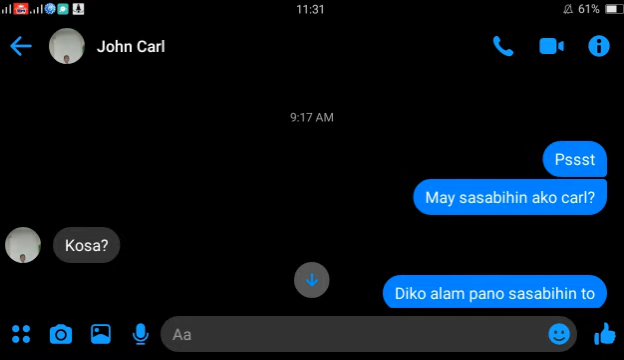 11:31
61%
John Carl
9:17 AM
Pssst
May sasabihin ako carl?
Kosa?
Diko alam pano sasabihin to
Aa